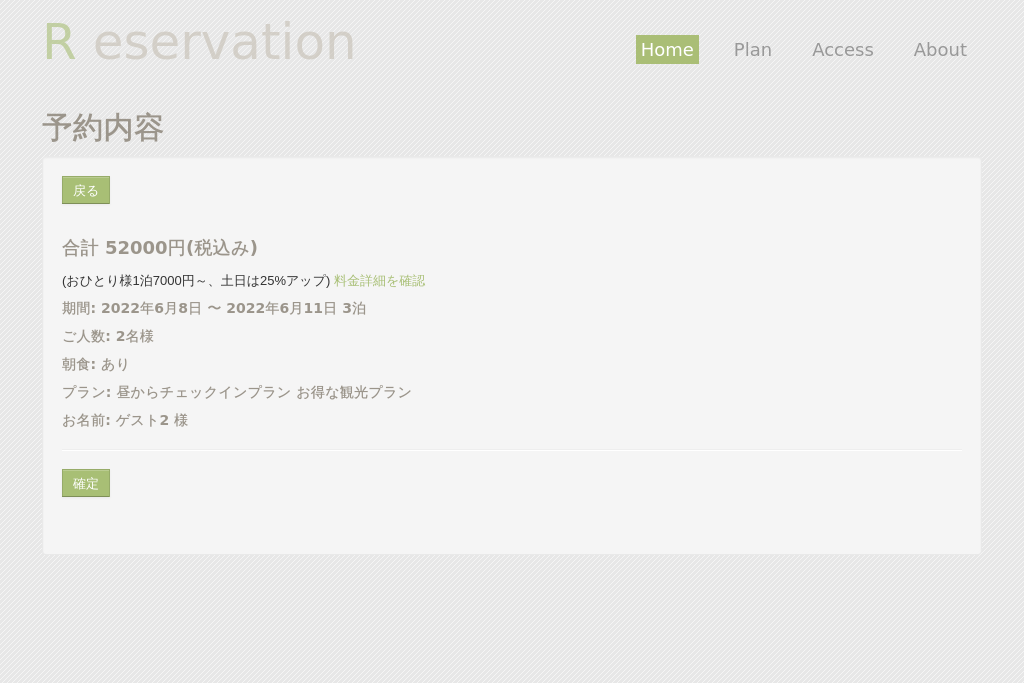 R eservation
Home Plan Access About
予約内容
戻る
合計 52000円(税込み)
(おひとり様1泊7000円～、土日は25%アップ) 料金詳細を確認
期間: 2022年6月8日 〜 2022年6月11日 3泊
ご人数: 2名様
朝食: あり
プラン: 昼からチェックインプラン お得な観光プラン
お名前: ゲスト2 様
確定